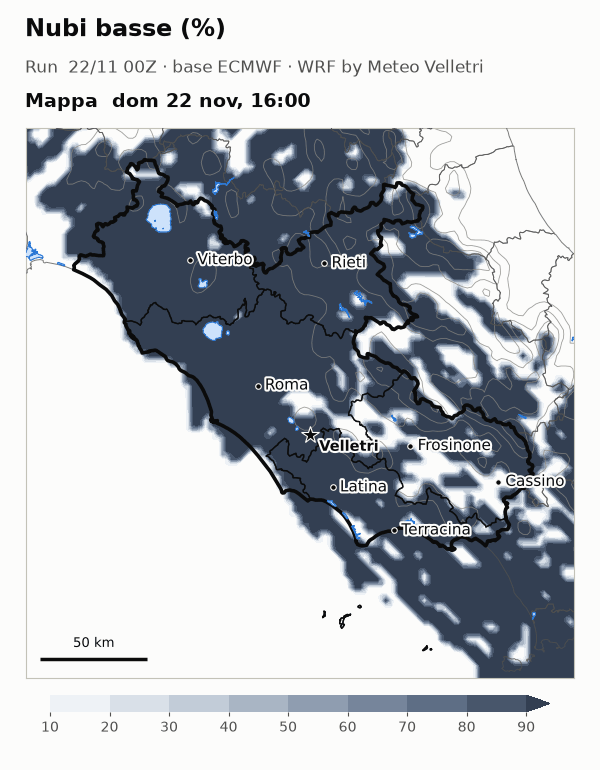 Nubi basse (%)
Run  22/11 00Z · base ECMWF · WRF by Meteo Velletri
Mappa  dom 22 nov, 16:00
Viterbo
Rieti
Roma
Velletri
Frosinone
Cassino
Latina
Terracina
50 km
10 20 30 40 50 60 70 80 90